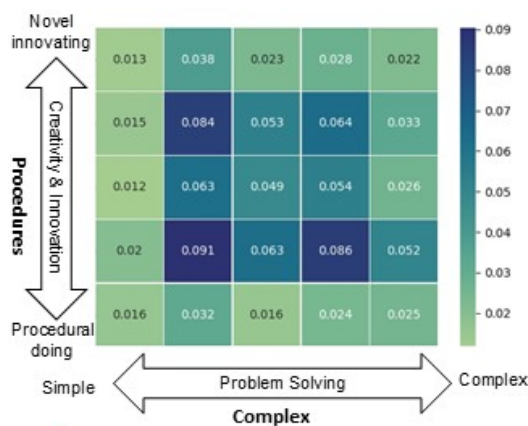 Novel
innovating
Creativity & Innovation
Procedures
Procedural
doing
0.013 0.038 0.023 0.028 0.022
0.015 0.084 0.053 0.064 0.033
0.012 0.063 0.049 0.054 0.026
0.02 0.091 0.063 0.086 0.052
0.016 0.032 0.016 0.024 0.025
0.09
0.08
0.07
0.06
0.05
0.04
0.03
0.02
Simple
Problem Solving
Complex
Complex